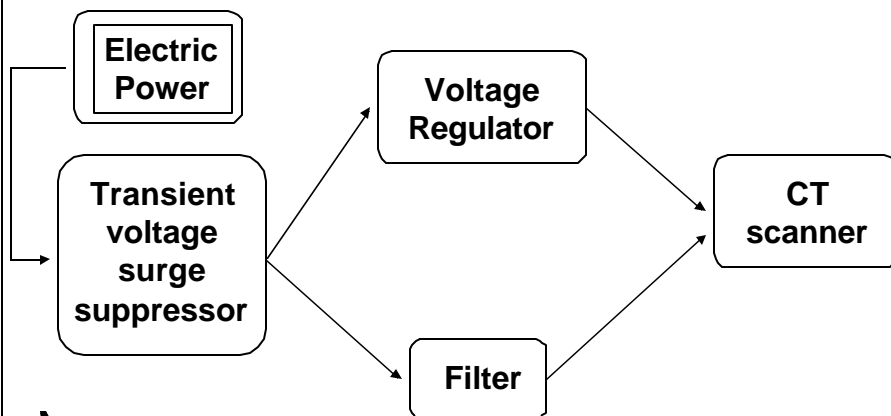 Electric
Power
Voltage
Regulator
Transient
voltage
surge
suppressor
CT
scanner
Filter